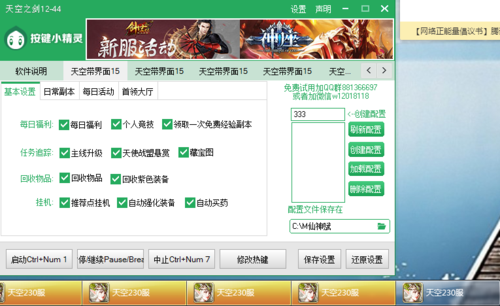 天空之剑12-44 设置 声明
按键小精灵
新服活动
神座
【网络正能量倡议书】
软件说明 天空带界面15 天空带界面15 天空带界面15 天空带界面15 天空...
基本设置 日常副本 每日活动 首领大厅
免费试用加QQ群881366697
或者加微信w12018118
每日福利: 每日福利 个人竞技 领取一次免费经验副本
333 <-创建配置
刷新配置
任务追踪: 主线升级 天使战盟悬赏 藏宝图
创建配置
回收物品: 回收物品 回收紫色装备
加载配置
删除配置
挂机: 推荐点挂机 自动强化装备 自动买药
配置文件保存在
C:\M仙神赋
启动Ctrl+Num 1 停/继续Pause/Brea 中止Ctrl+Num 7 修改热键 保存设置 还原设置
天空230服 天空230服 天空230服 天空230服 天空230服